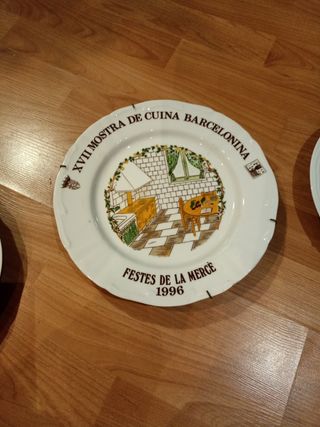 XVII MOSTRA DE CUINA BARCELONINA
FESTES DE LA MERCÈ
1996